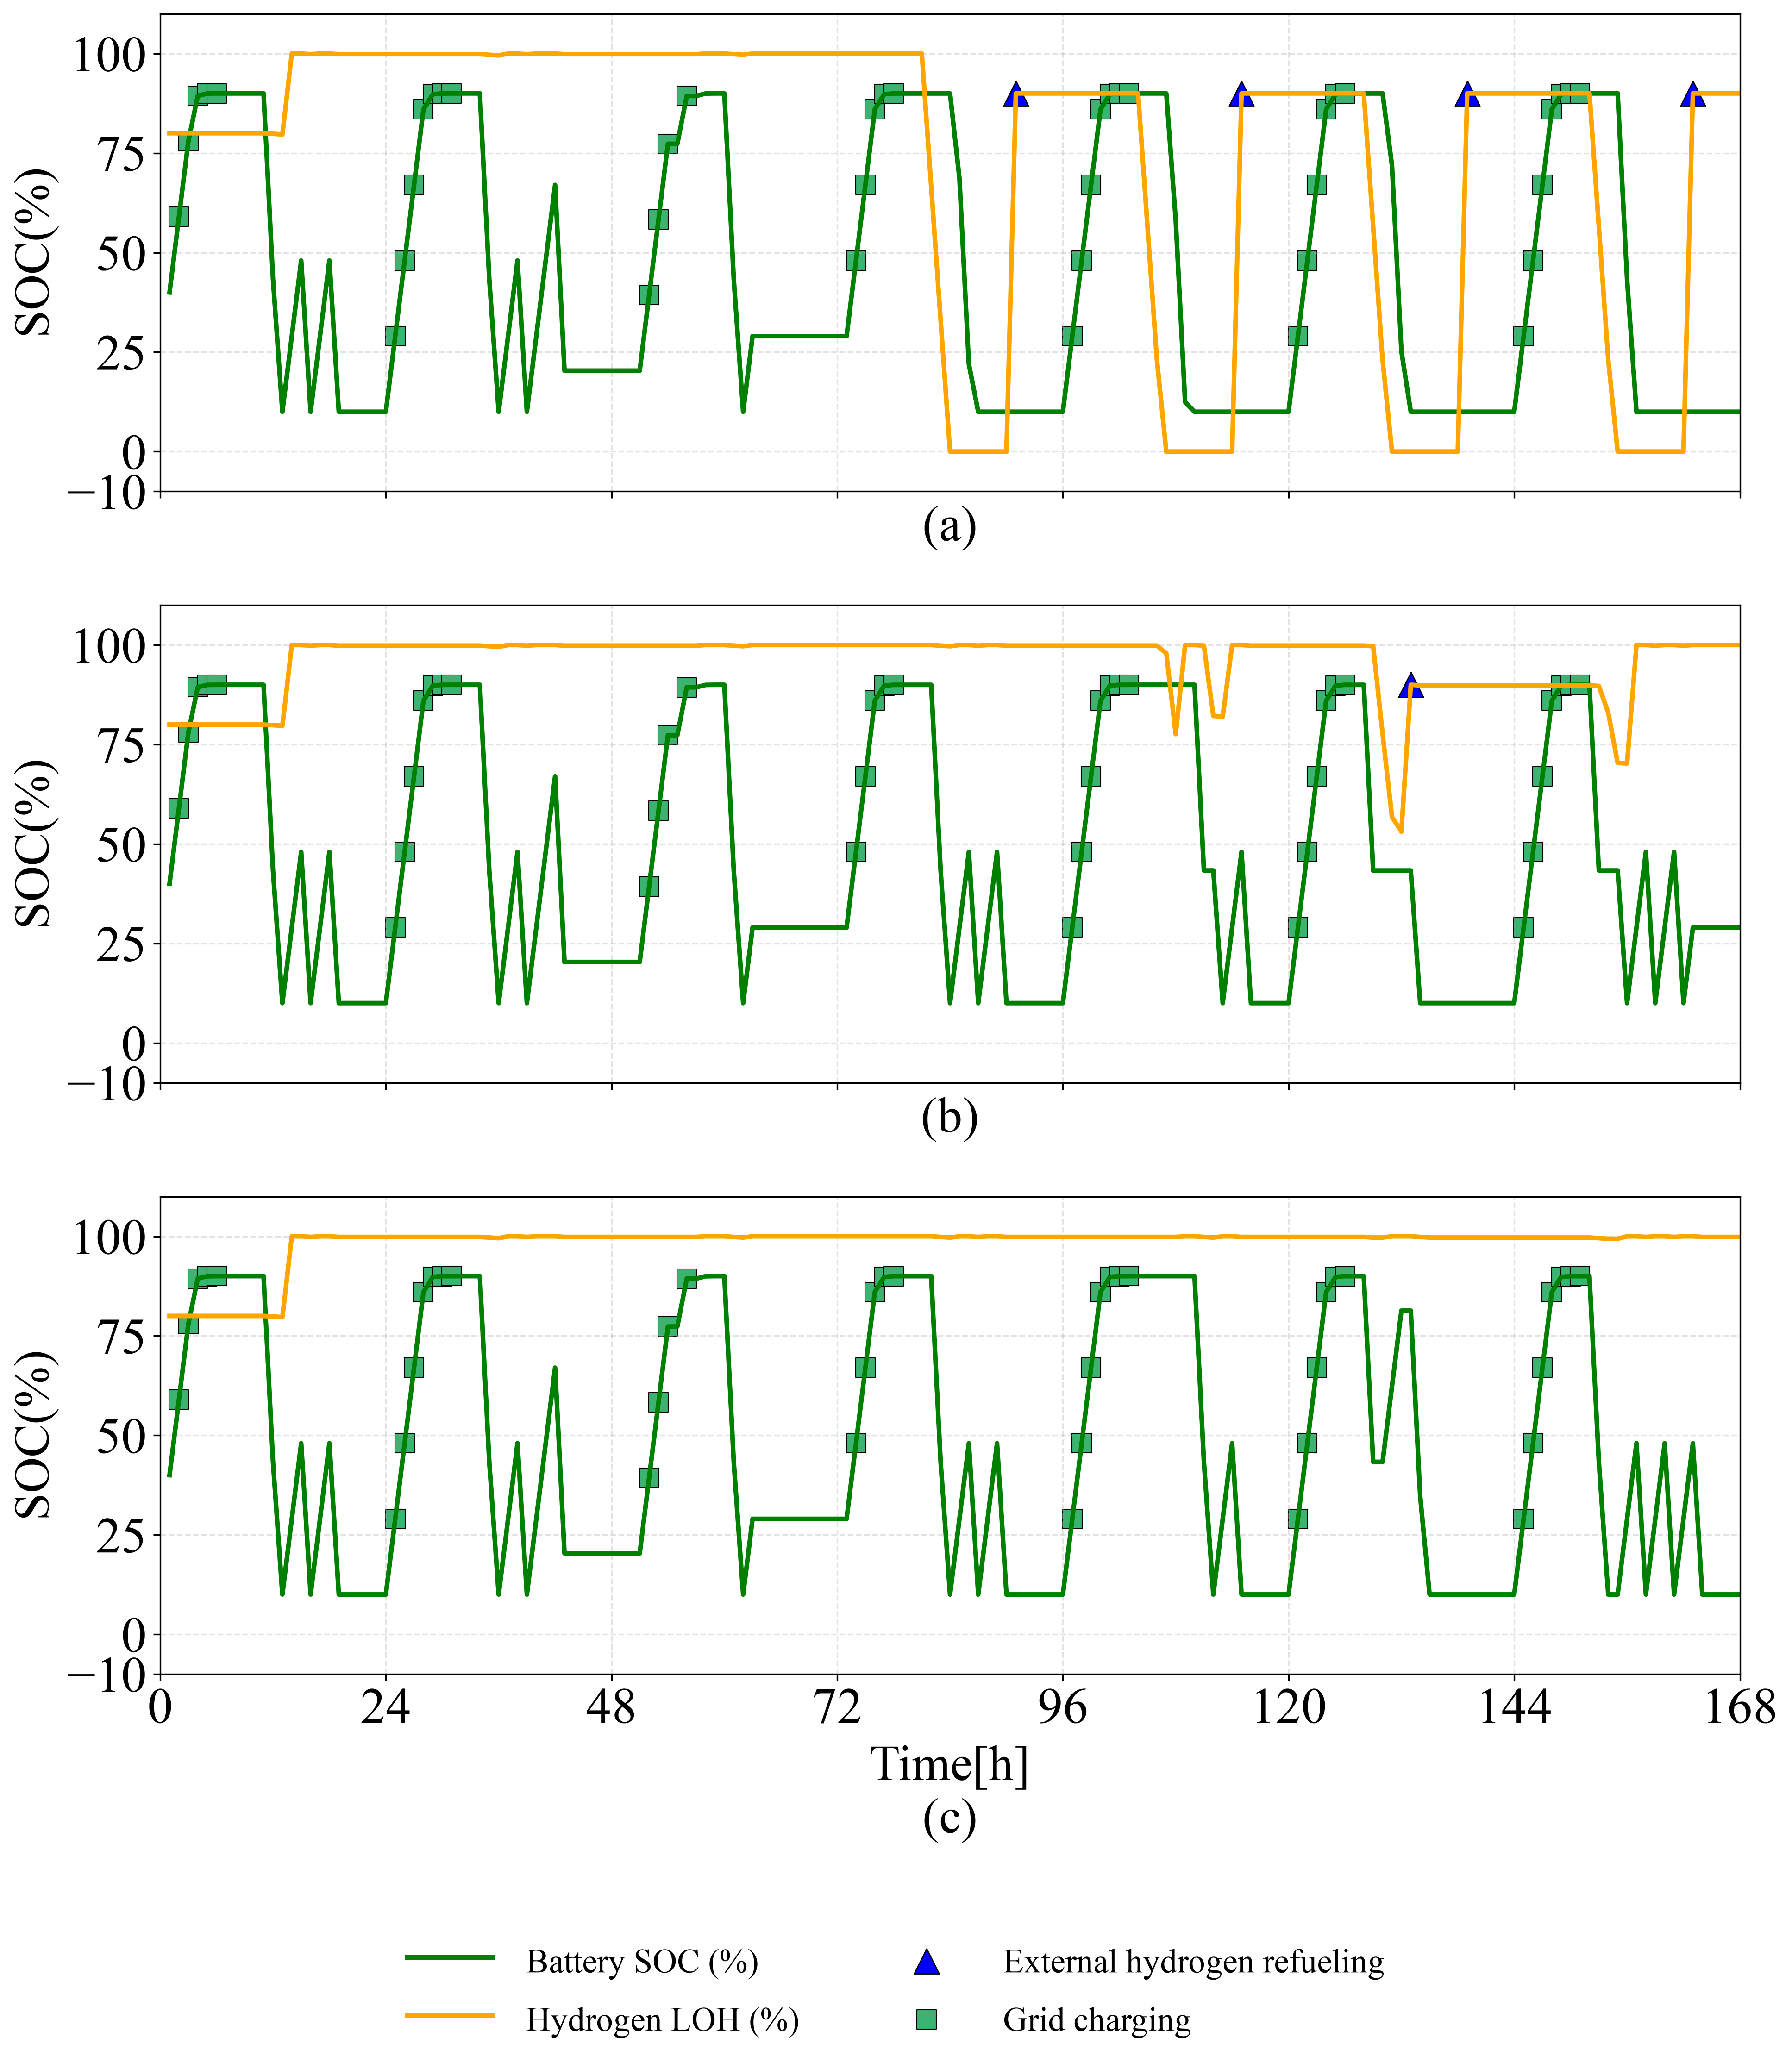 100
75
50
25
0
−10
SOC(%)
(a)
100
75
50
25
0
−10
SOC(%)
(b)
100
75
50
25
0
−10
SOC(%)
0 24 48 72 96 120 144 168
Time[h]
(c)
Battery SOC (%)
External hydrogen refueling
Hydrogen LOH (%)
Grid charging